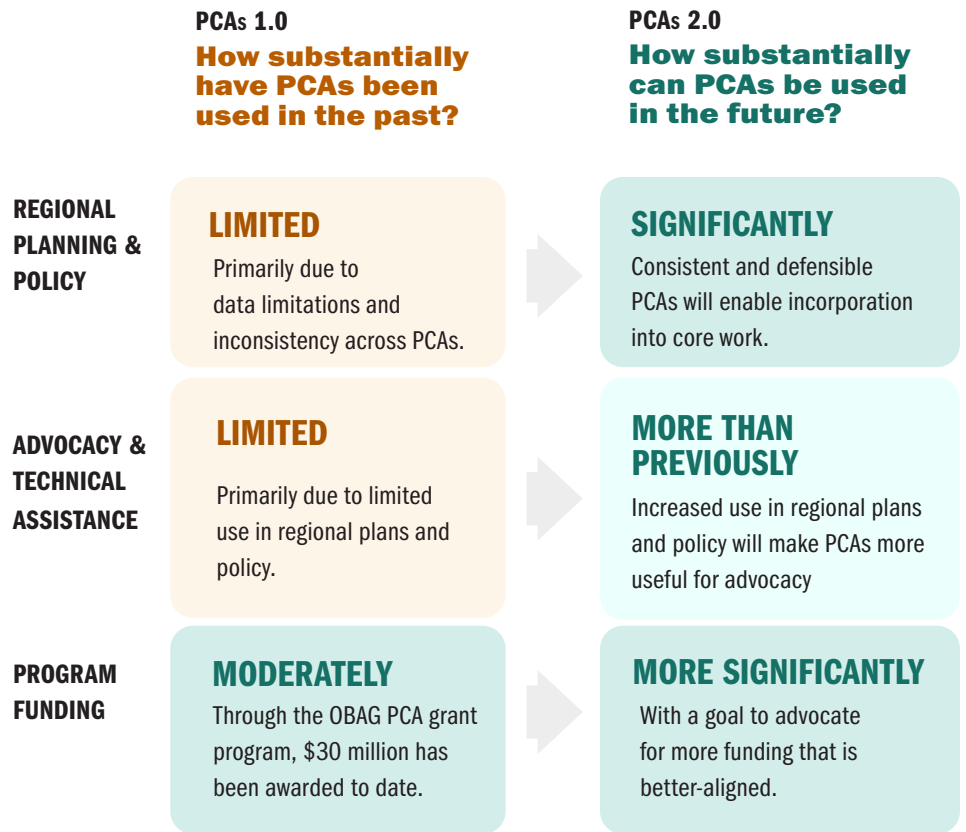 PCAs 1.0
How substantially
have PCAs been
used in the past?
PCAs 2.0
How substantially
can PCAs be used
in the future?
REGIONAL
PLANNING &
POLICY
LIMITED
Primarily due to
data limitations and
inconsistency across PCAs.
SIGNIFICANTLY
Consistent and defensible
PCAs will enable incorporation
into core work.
ADVOCACY &
TECHNICAL
ASSISTANCE
LIMITED
Primarily due to limited
use in regional plans and
policy.
MORE THAN
PREVIOUSLY
Increased use in regional plans
and policy will make PCAs more
useful for advocacy
PROGRAM
FUNDING
MODERATELY
Through the OBAG PCA grant
program, $30 million has
been awarded to date.
MORE SIGNIFICANTLY
With a goal to advocate
for more funding that is
better-aligned.